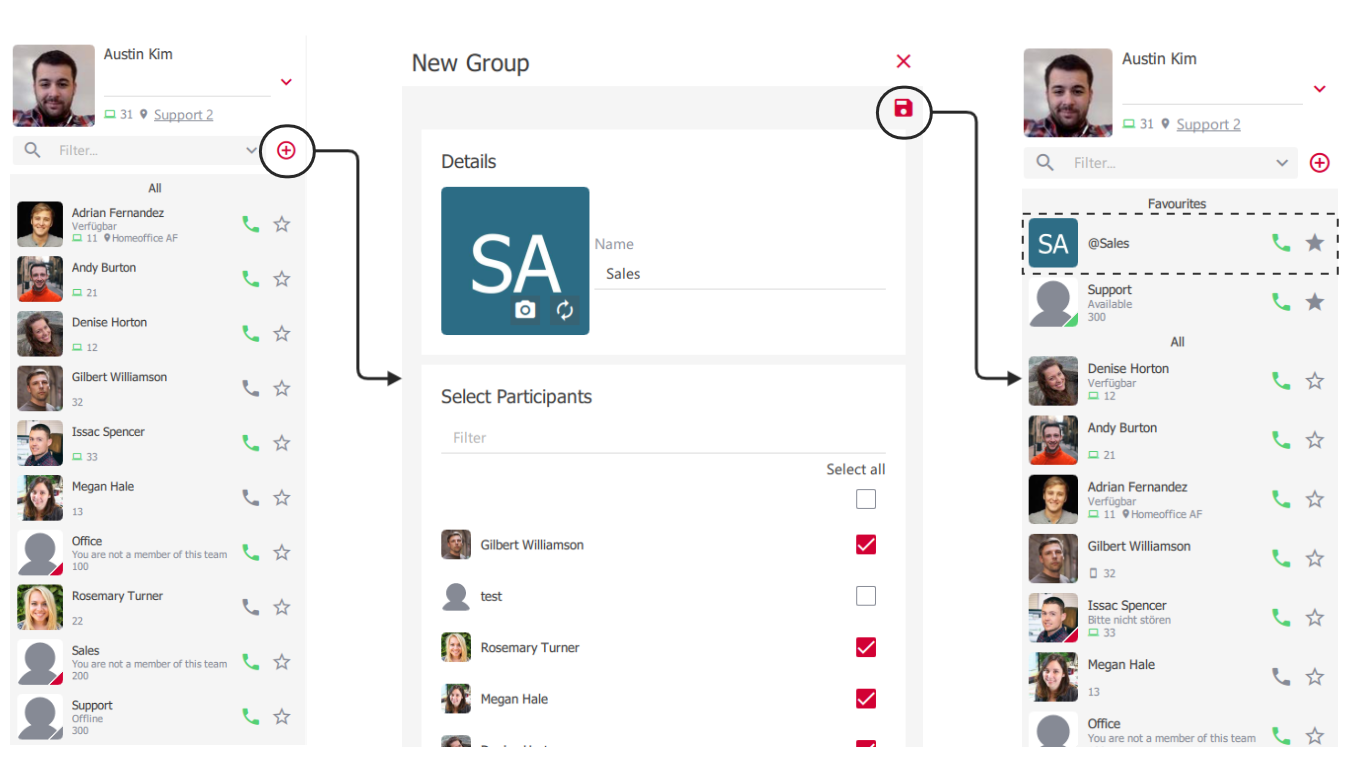 Austin Kim
31 Support 2
Filter...
All
Adrian Fernandez
Verfügbar
11 Homeoffice AF
Andy Burton
21
Denise Horton
12
Gilbert Williamson
32
Issac Spencer
33
Megan Hale
13
Office
You are not a member of this team
100
Rosemary Turner
22
Sales
You are not a member of this team
200
Support
Offline
300
New Group
Details
SA
Name
Sales
Select Participants
Filter
Select all
Gilbert Williamson
test
Rosemary Turner
Megan Hale
Austin Kim
31 Support 2
Filter...
Favourites
SA @Sales
Support
Available
300
All
Denise Horton
Verfügbar
12
Andy Burton
21
Adrian Fernandez
Verfügbar
11 Homeoffice AF
Gilbert Williamson
32
Issac Spencer
Bitte nicht stören
33
Megan Hale
13
Office
You are not a member of this team